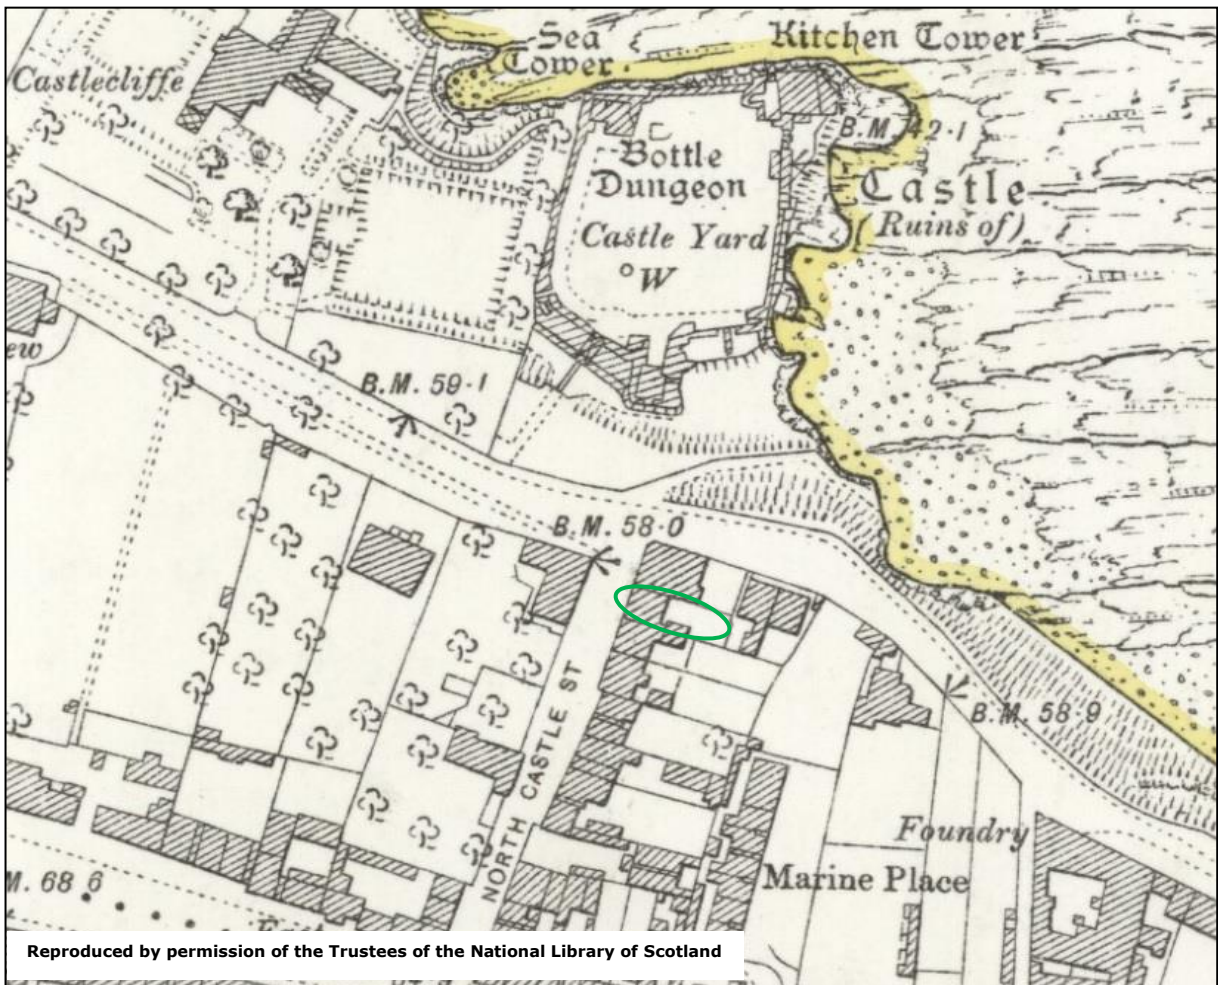 Sea
Tower
Kitchen Tower
Castlecliffe
B.M. 42·1
Bottle
Dungeon
Castle
(Ruins of)
Castle Yard
W
ew
B.M. 59·1
B.M. 58·0
B.M. 58·9
NORTH CASTLE ST
Foundry
Marine Place
M. 68 6
Reproduced by permission of the Trustees of the National Library of Scotland